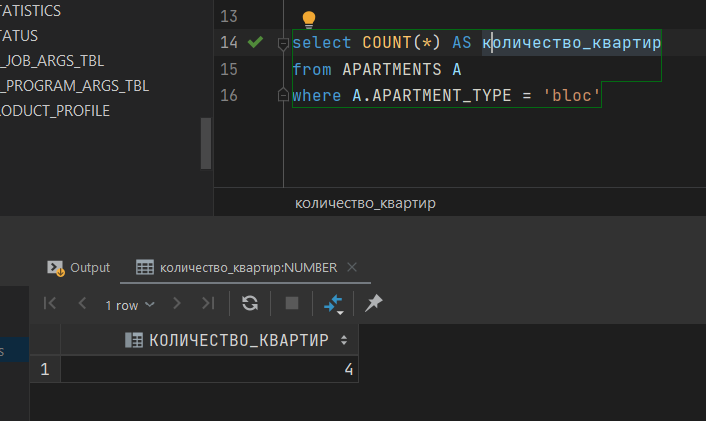 TATISTICS
TATUS
_JOB_ARGS_TBL
_PROGRAM_ARGS_TBL
RODUCT_PROFILE
13
14 select COUNT(*) AS количество_квартир
15 from APARTMENTS A
16 where A.APARTMENT_TYPE = 'bloc'
количество_квартир
Output количество_квартир:NUMBER
1 row
s
КОЛИЧЕСТВО_КВАРТИР
1 4